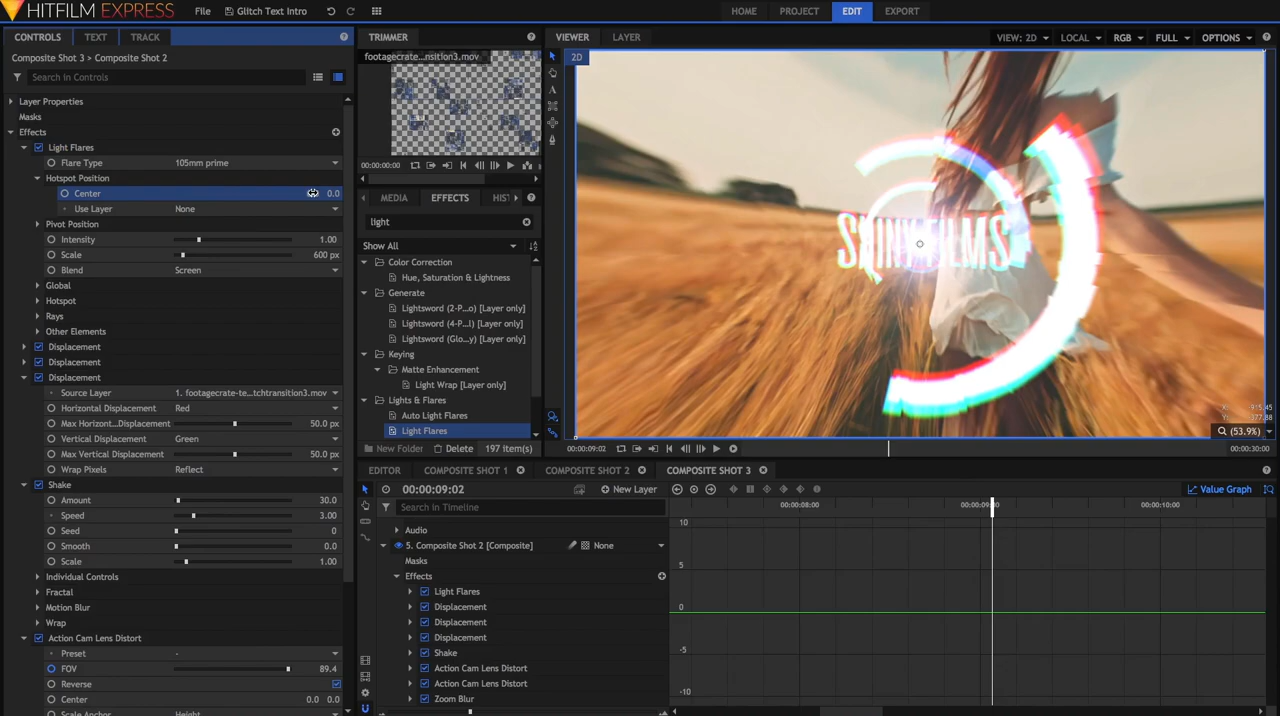 HITFILM EXPRESS
File
Glitch Text Intro
HOME
PROJECT
EDIT
EXPORT
CONTROLS
TEXT
TRACK
Composite Shot 3 > Composite Shot 2
Search in Controls
Layer Properties
Masks
Effects
Light Flares
Flare Type 105mm prime
Hotspot Position
Center 0.0
Use Layer None
Pivot Position
Intensity 1.00
Scale 600 px
Blend Screen
Global
Hotspot
Rays
Other Elements
Displacement
Displacement
Displacement
Source Layer 1. footagecrate-te...tchtransition3.mov
Horizontal Displacement Red
Max Horizont...Displacement 50.0 px
Vertical Displacement Green
Max Vertical Displacement 50.0 px
Wrap Pixels Reflect
Shake
Amount 30.0
Speed 3.00
Seed 0
Smooth 0.0
Scale 1.00
Individual Controls
Fractal
Motion Blur
Wrap
Action Cam Lens Distort
Preset -
FOV 89.4
Reverse
Center 0.0 0.0
Scale Anchor Height
TRIMMER
footagecrate...nsition3.mov
00:00:00:00
MEDIA
EFFECTS
HIST
light
Show All
Color Correction
Hue, Saturation & Lightness
Generate
Lightsword (2-P...o) [Layer only]
Lightsword (4-P...l) [Layer only]
Lightsword (Glo...y) [Layer only]
Keying
Matte Enhancement
Light Wrap [Layer only]
Lights & Flares
Auto Light Flares
Light Flares
New Folder
Delete
197 item(s)
VIEWER
LAYER
VIEW: 2D
LOCAL
RGB
FULL
OPTIONS
2D
SHINY FILMS
X: -935.45
Y: 377.88
(53.9%)
00:00:09:02
00:00:30:00
EDITOR
COMPOSITE SHOT 1
COMPOSITE SHOT 2
COMPOSITE SHOT 3
00:00:09:02
New Layer
Value Graph
Search in Timeline
00:00:08:00
00:00:10:00
Audio
5. Composite Shot 2 [Composite]
None
Masks
Effects
Light Flares
Displacement
Displacement
Displacement
Shake
Action Cam Lens Distort
Action Cam Lens Distort
Zoom Blur
10
5
0
-5
-10